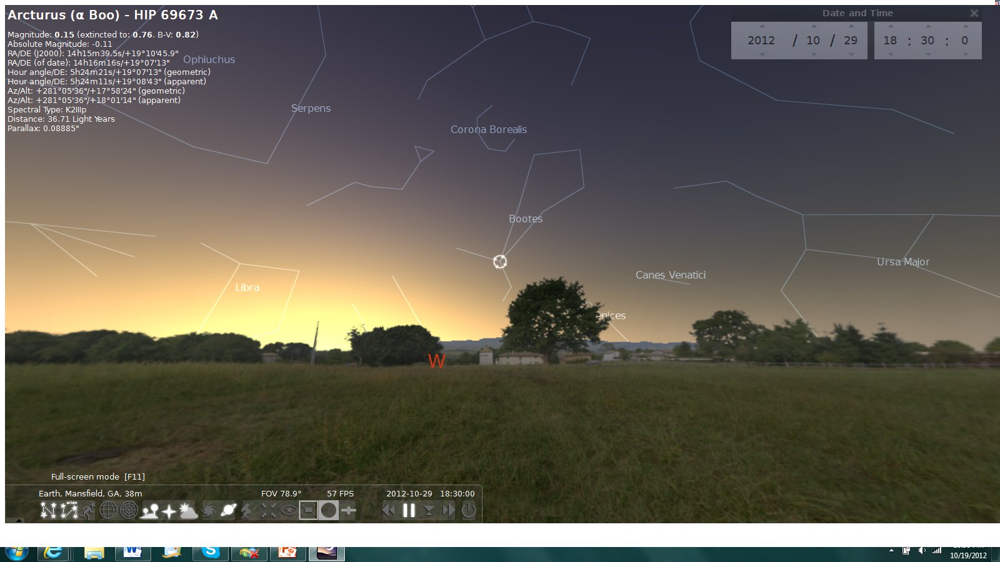 Arcturus (α Boo) - HIP 69673 A
Magnitude: 0.15 (extincted to: 0.76. B-V: 0.82)
Absolute Magnitude: -0.11
RA/DE (J2000): 14h15m39.5s/+19°10'45.9"
RA/DE (of date): 14h16m16s/+19°07'13"
Hour angle/DE: 5h24m21s/+19°07'13" (geometric)
Hour angle/DE: 5h24m11s/+19°08'43" (apparent)
Az/Alt: +281°05'36"/+17°58'24" (geometric)
Az/Alt: +281°05'36"/+18°01'14" (apparent)
Spectral Type: K2IIIp
Distance: 36.71 Light Years
Parallax: 0.08885"
Date and Time
2012 / 10 / 29 18 : 30 : 0
Ophiuchus
Serpens
Corona Borealis
Bootes
Ursa Major
Canes Venatici
Libra
enices
W
Full-screen mode [F11]
Earth, Mansfield, GA, 38m FOV 78.9° 57 FPS 2012-10-29 18:30:00
orion
10/19/2012